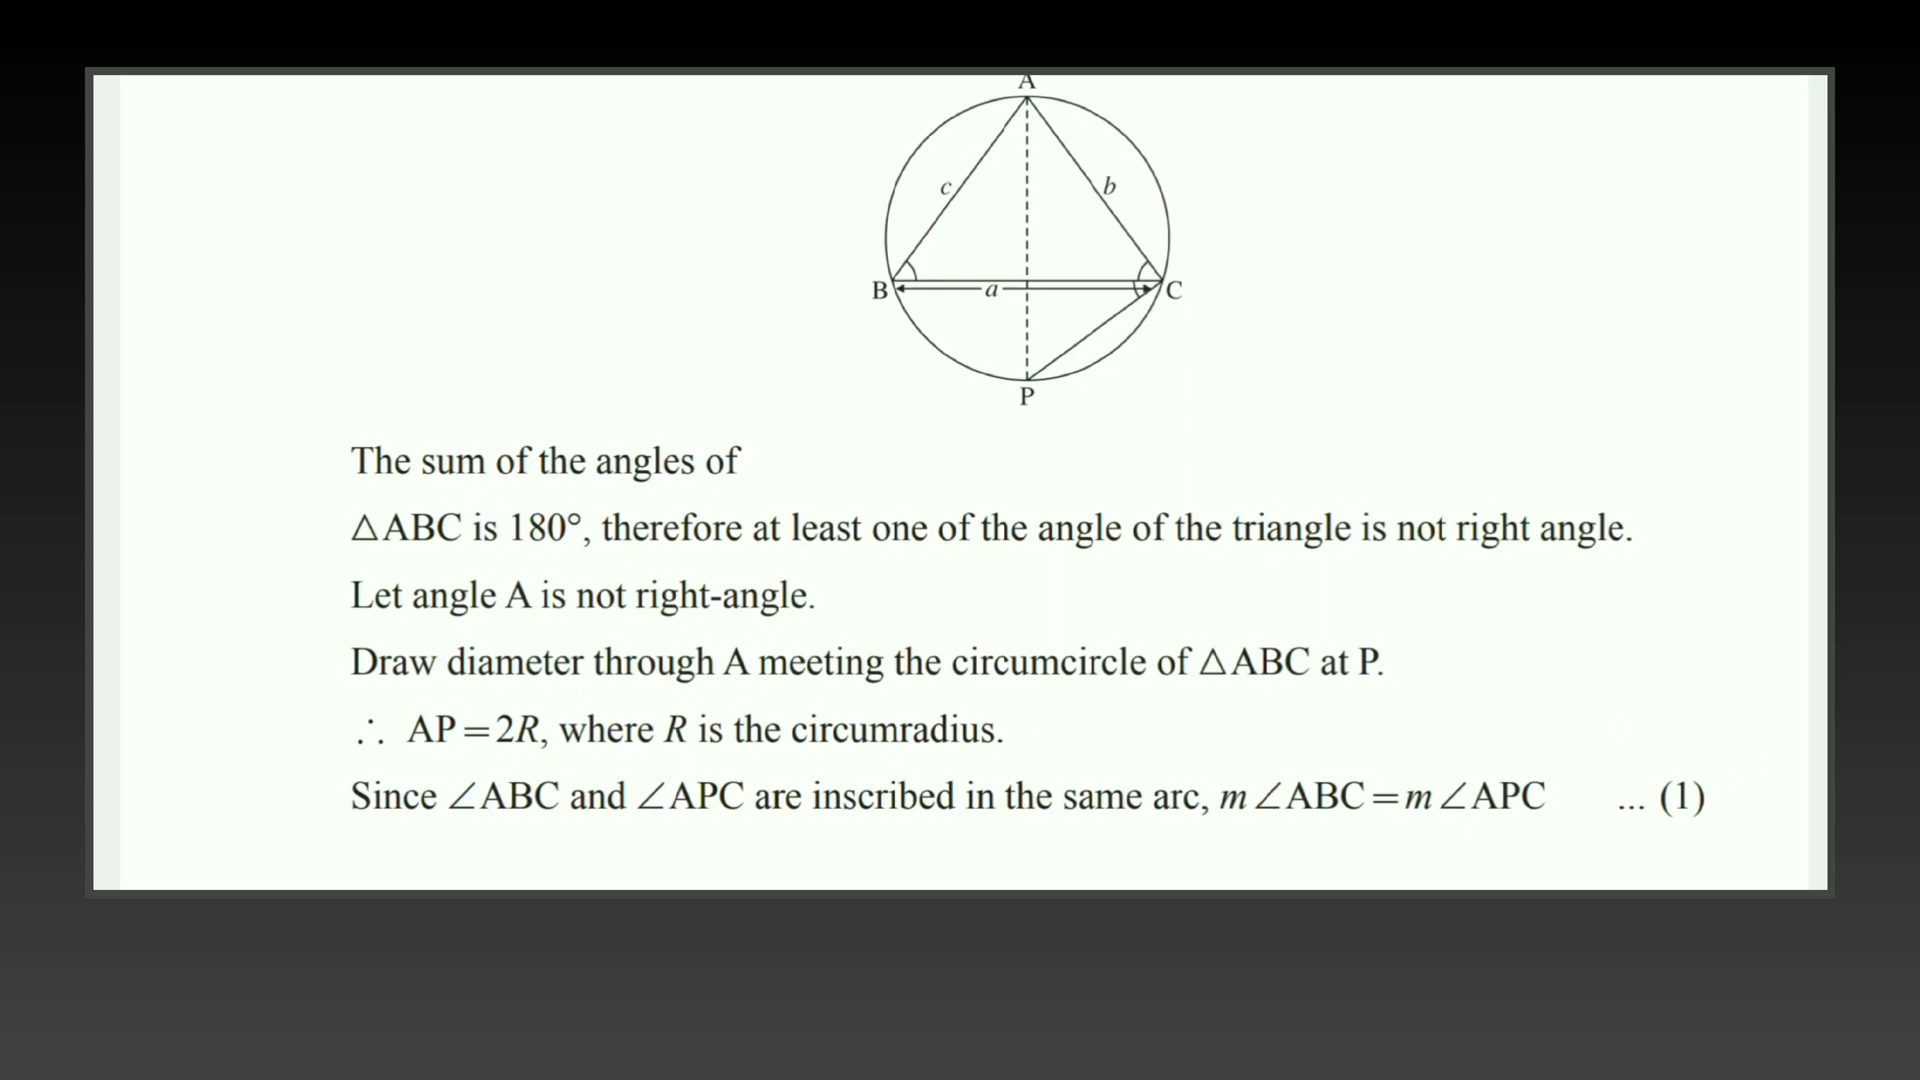 A
c
b
B
a
C
P
The sum of the angles of
△ABC is 180°, therefore at least one of the angle of the triangle is not right angle.
Let angle A is not right-angle.
Draw diameter through A meeting the circumcircle of △ABC at P.
∴ AP=2R, where R is the circumradius.
Since ∠ABC and ∠APC are inscribed in the same arc, m∠ABC=m∠APC ... (1)